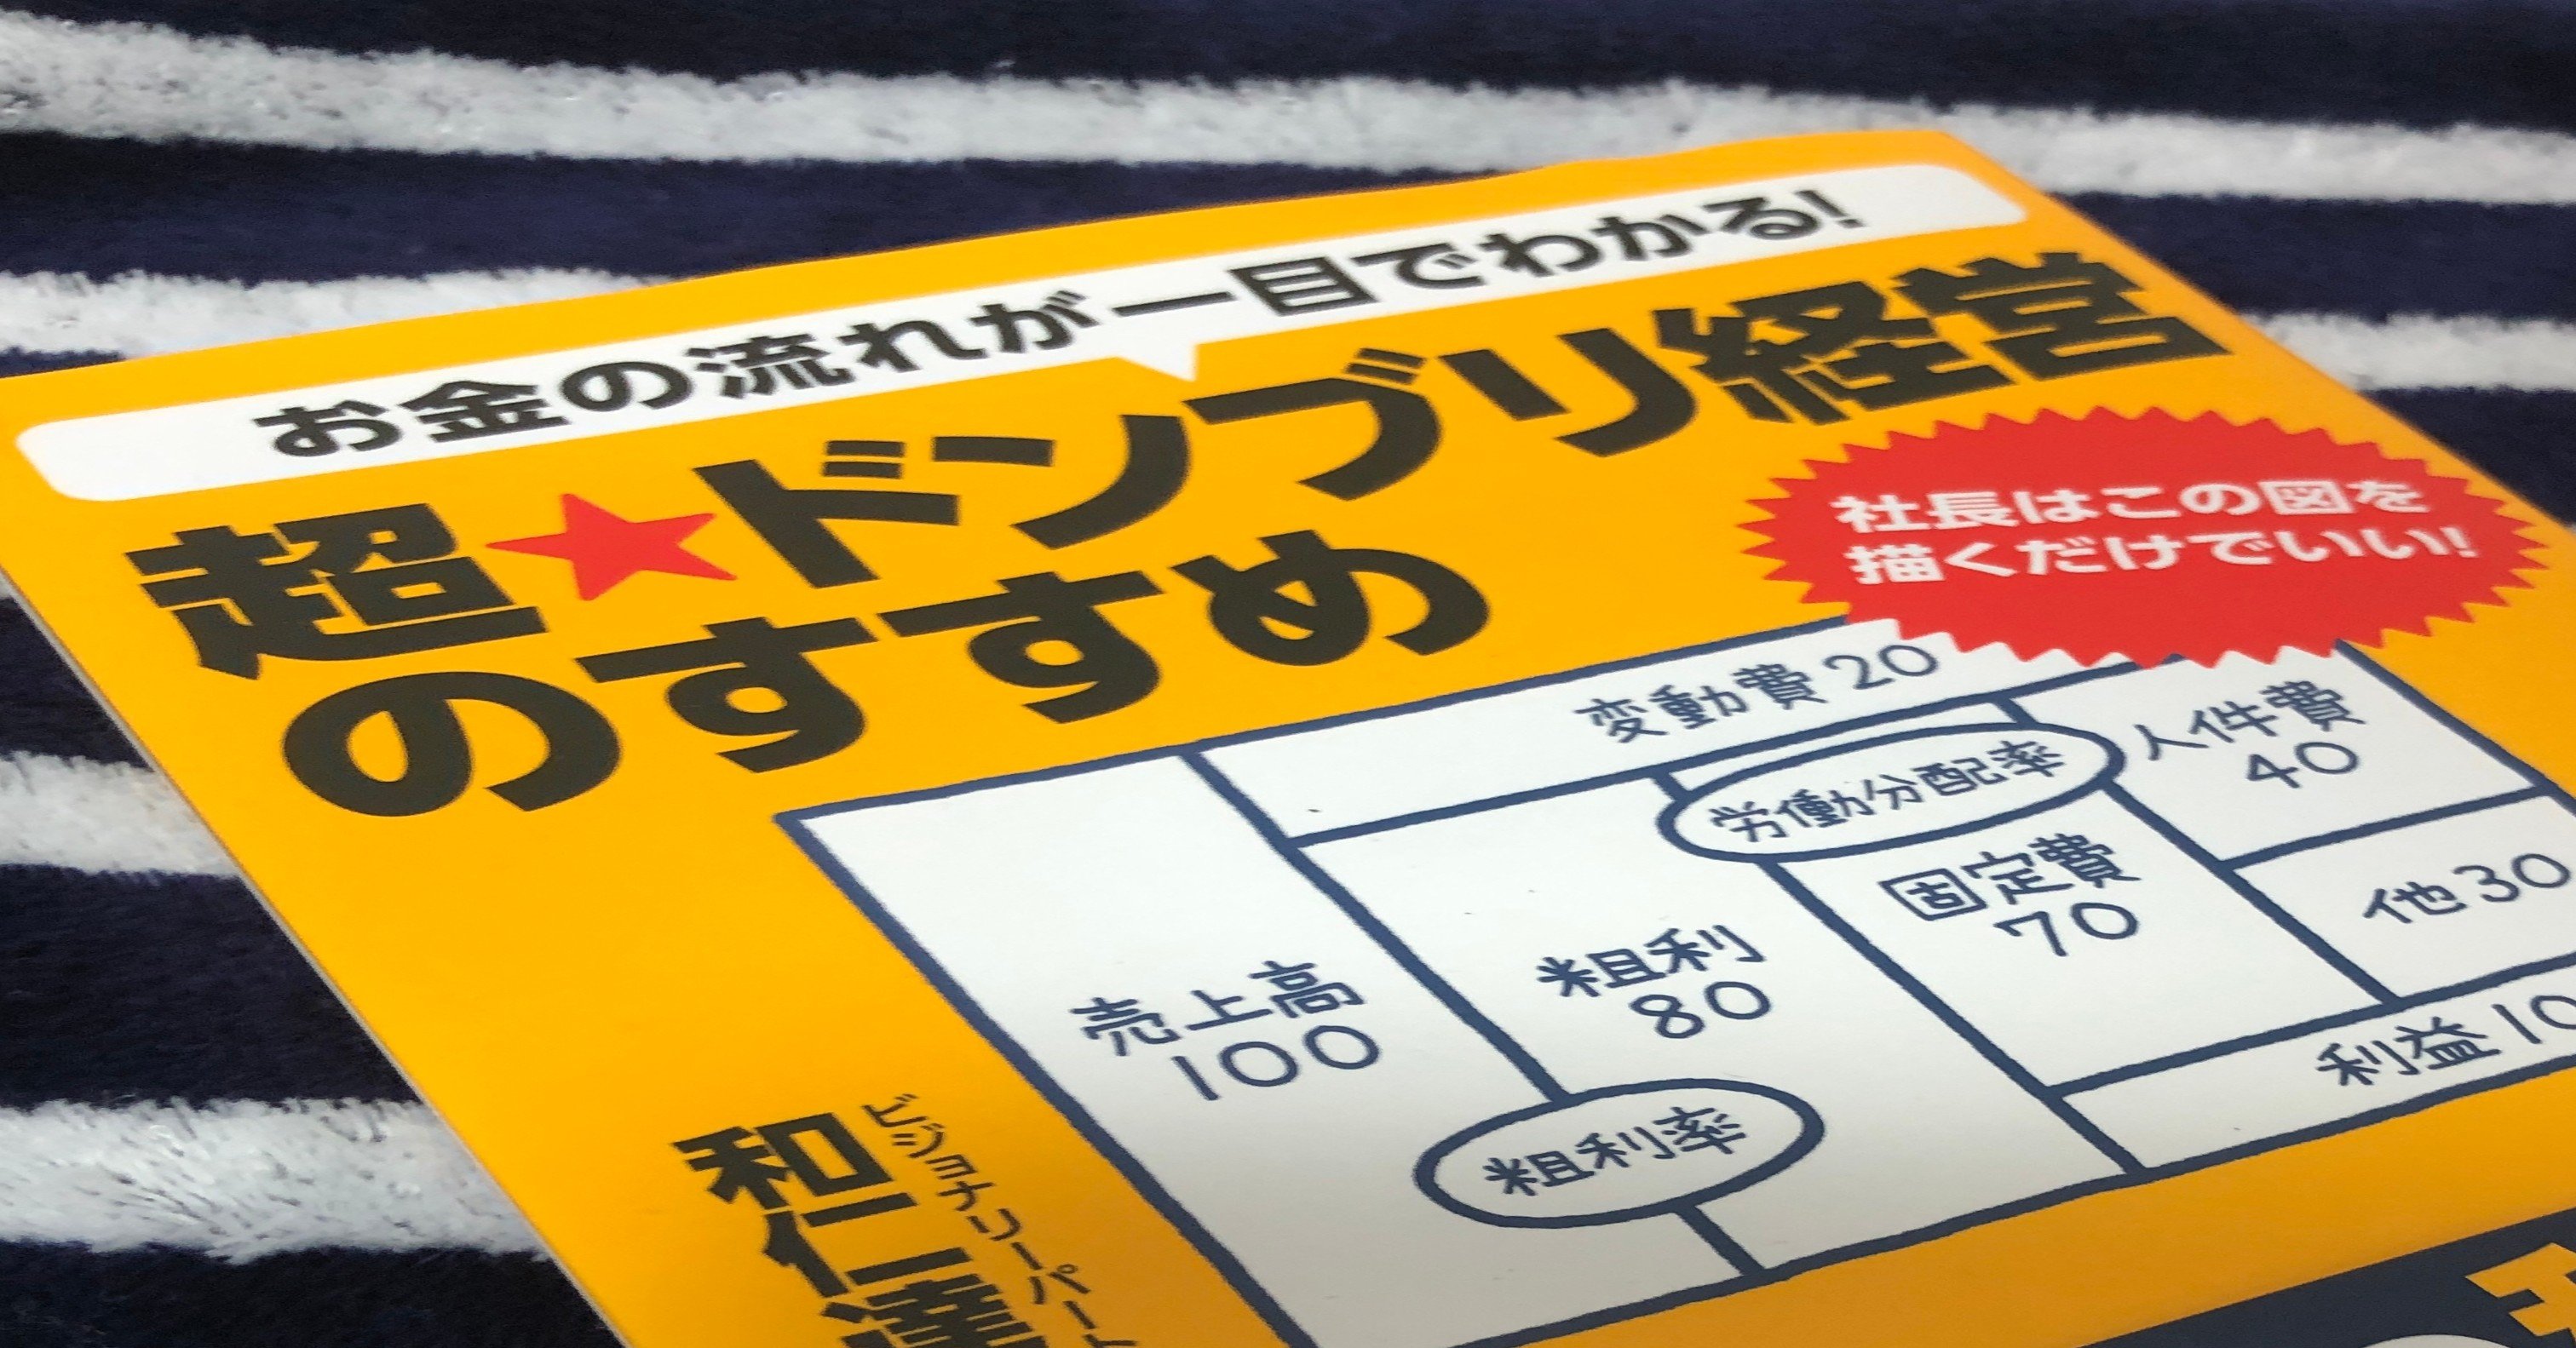 お金の流れが一目でわかる!
超★ドンブリ経営
のすすめ
社長はこの図を
描くだけでいい!
変動費 20
労働分配率
人件費
40
固定費
70
他 30
粗利
80
売上高
100
利益 10
粗利率
ビジョナリーパート
和仁達